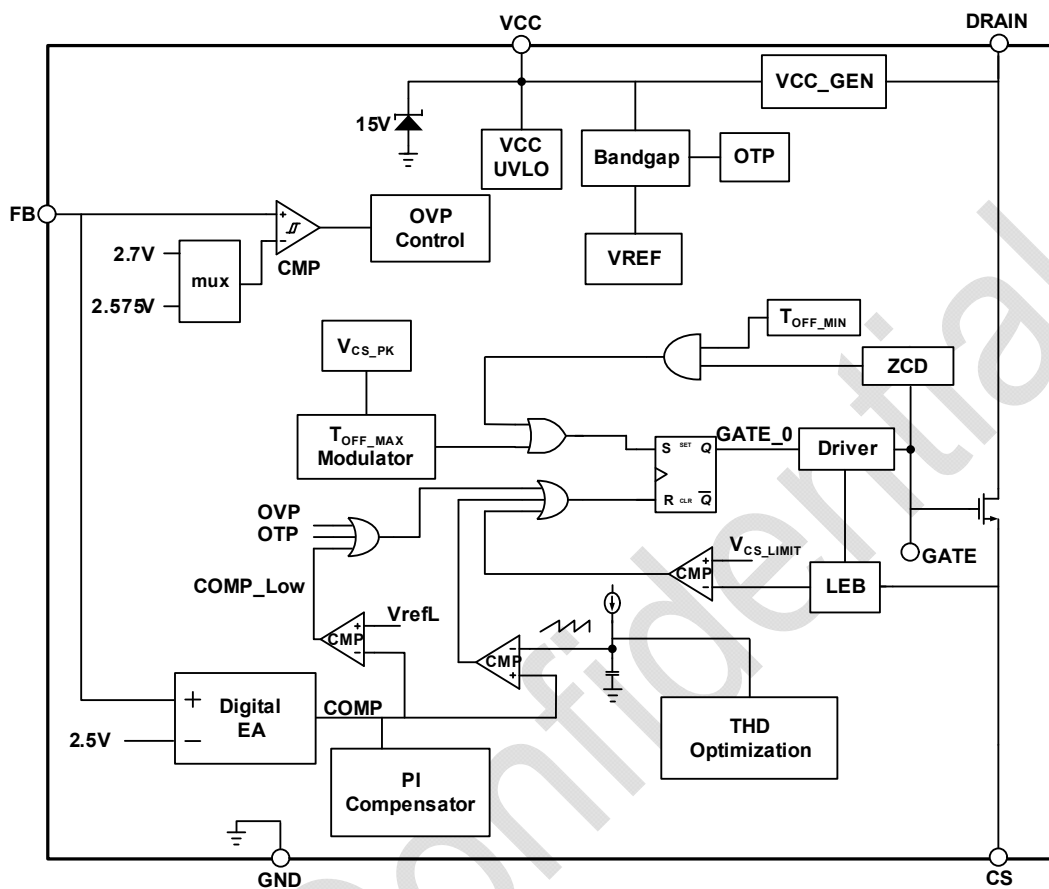 VCC
DRAIN
VCC_GEN
15V
VCC
UVLO
Bandgap
OTP
FB
OVP
Control
VREF
2.7V
mux
CMP
2.575V
TOFF_MIN
VCS_PK
ZCD
TOFF_MAX
Modulator
S SET Q
R CLR Q
GATE_0
Driver
OVP
OTP
VCS_LIMIT
CMP
GATE
LEB
COMP_Low
VrefL
CMP
CMP
+
Digital
EA
COMP
2.5V
−
THD
Optimization
PI
Compensator
GND
CS
Confidential